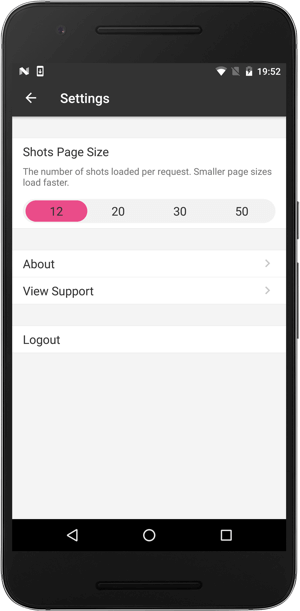 19:52
Settings
Shots Page Size
The number of shots loaded per request. Smaller page sizes
load faster.
12 20 30 50
About
View Support
Logout